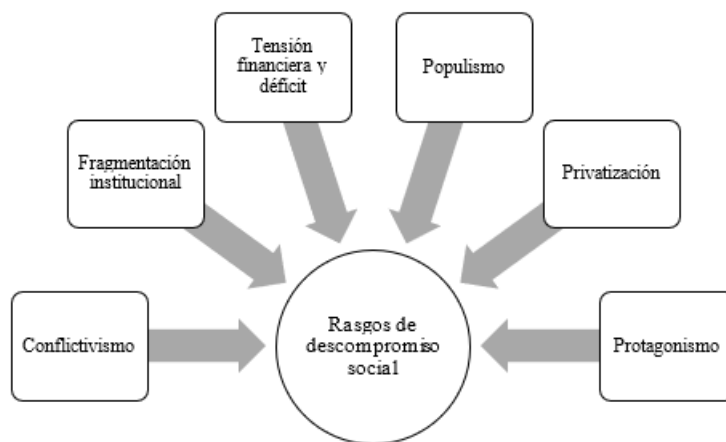 Tensión
financiera y
déficit
Populismo
Fragmentación
institucional
Privatización
Conflictivismo
Rasgos de
descompromiso
social
Protagonismo